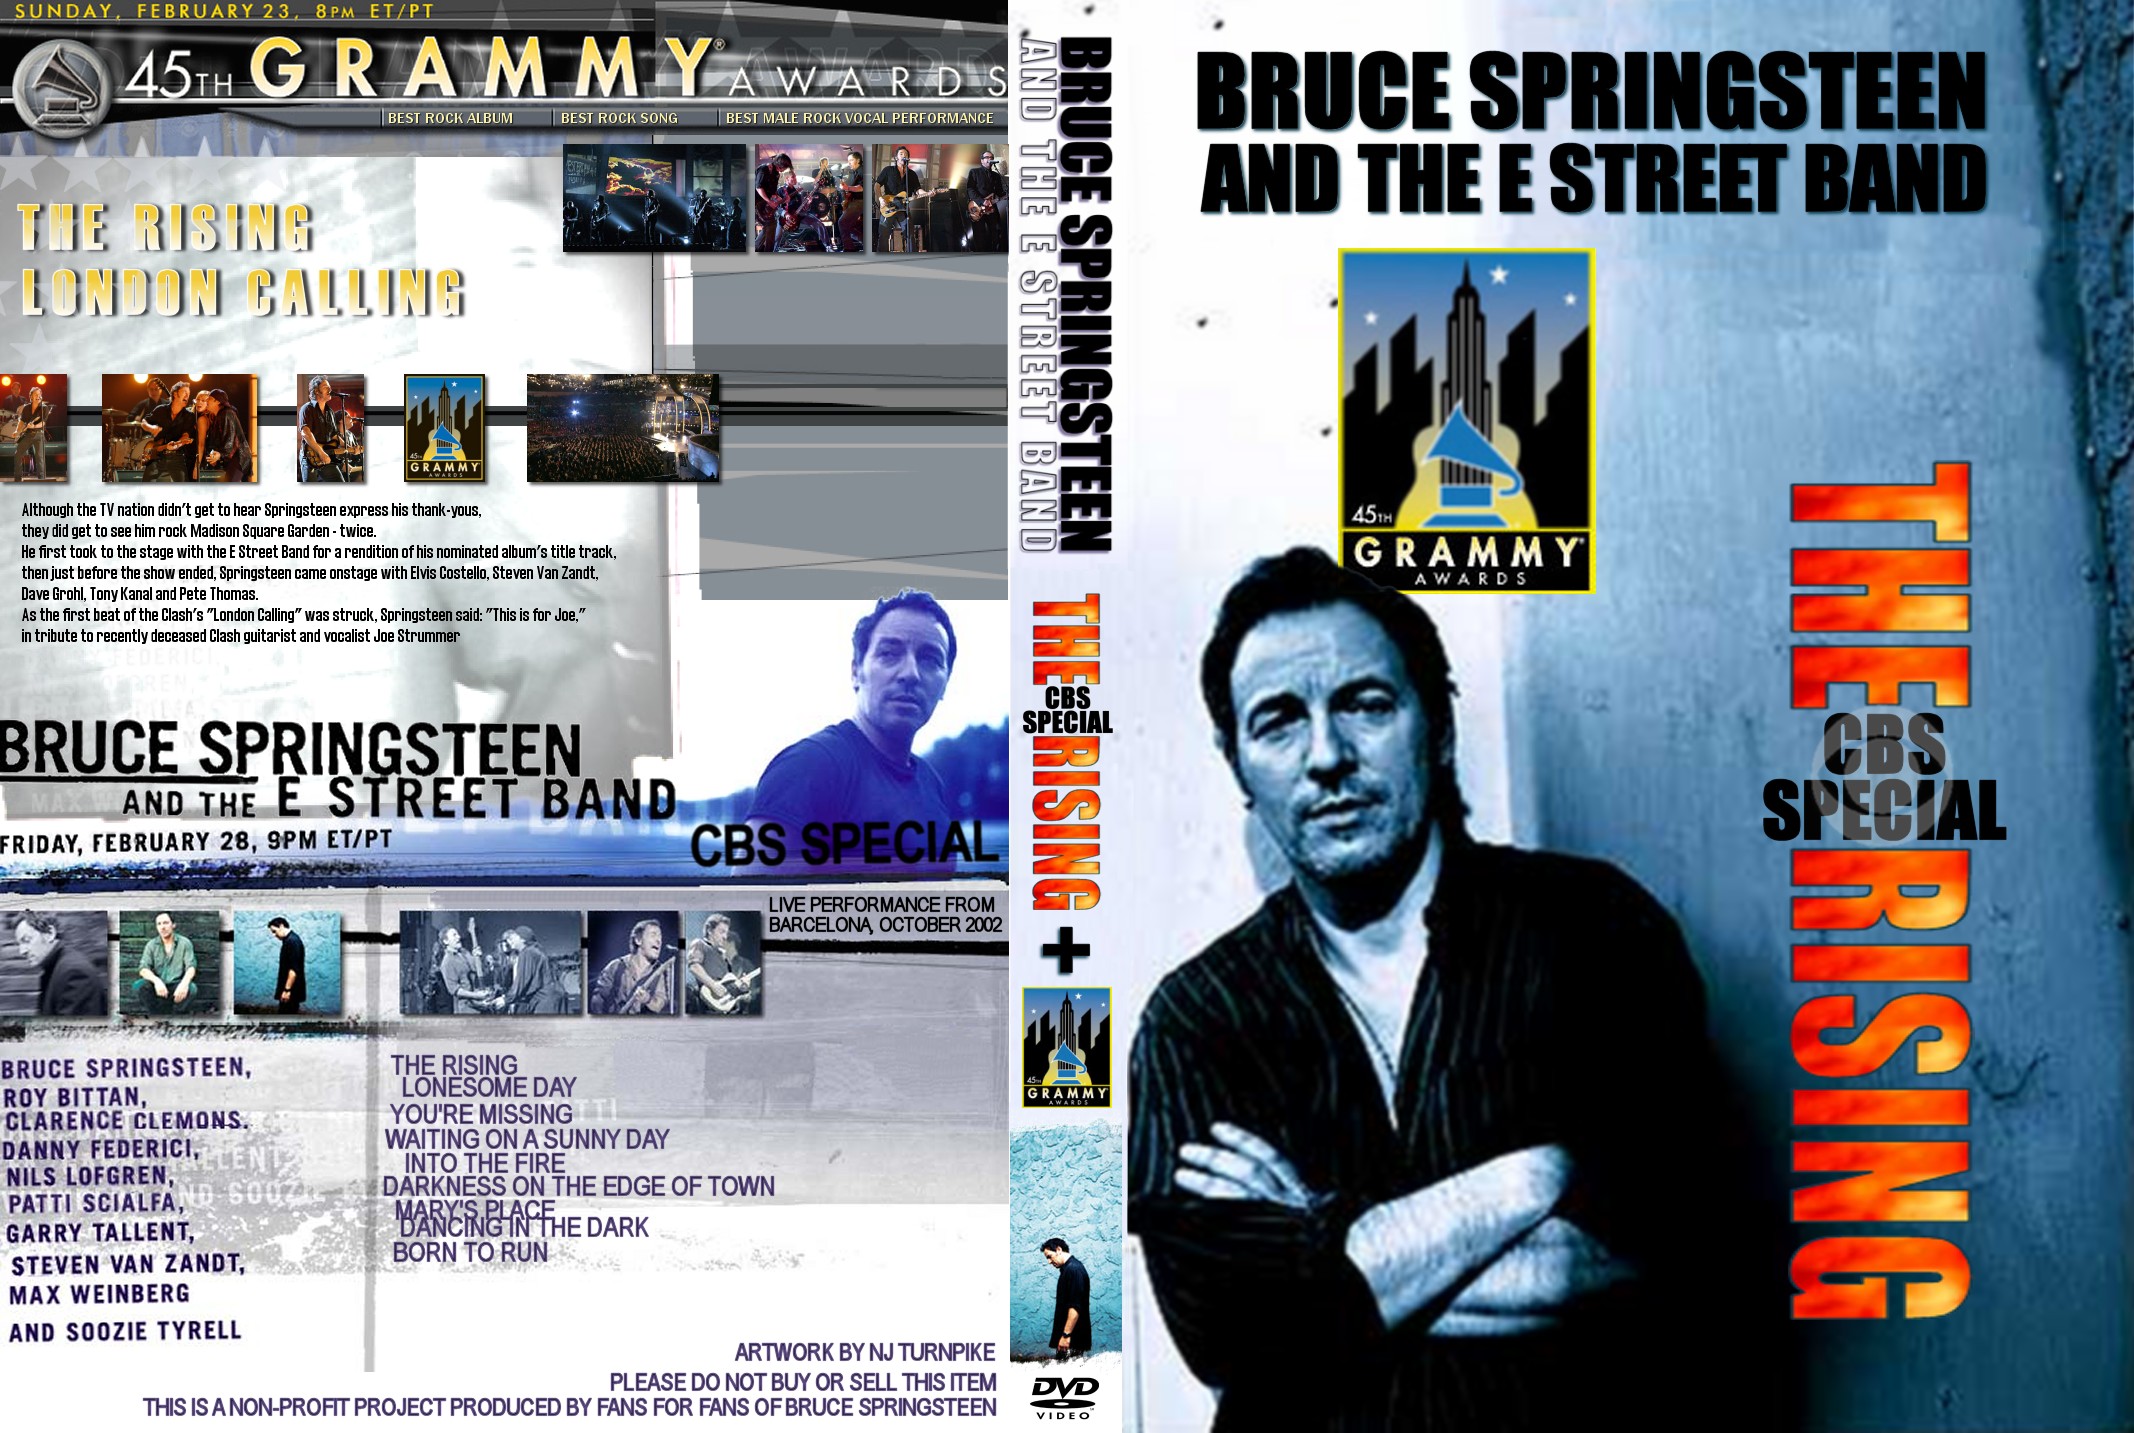 SUNDAY, FEBRUARY 23, 8PM ET/PT
45TH GRAMMY® AWARDS
BEST ROCK ALBUM
BEST ROCK SONG
BEST MALE ROCK VOCAL PERFORMANCE
THE RISING
LONDON CALLING
45TH
GRAMMY
AWARDS
Although the TV nation didn't get to hear Springsteen express his thank-yous,
they did get to see him rock Madison Square Garden - twice.
He first took to the stage with the E Street Band for a rendition of his nominated album's title track,
then just before the show ended, Springsteen came onstage with Elvis Costello, Steven Van Zandt,
Dave Grohl, Tony Kanal and Pete Thomas.
As the first beat of the Clash's "London Calling" was struck, Springsteen said: "This is for Joe,"
in tribute to recently deceased Clash guitarist and vocalist Joe Strummer
BRUCE SPRINGSTEEN
AND THE E STREET BAND
FRIDAY, FEBRUARY 28, 9PM ET/PT
CBS SPECIAL
LIVE PERFORMANCE FROM
BARCELONA, OCTOBER 2002
BRUCE SPRINGSTEEN,
ROY BITTAN,
CLARENCE CLEMONS.
DANNY FEDERICI,
NILS LOFGREN,
PATTI SCIALFA,
GARRY TALLENT,
STEVEN VAN ZANDT,
MAX WEINBERG
AND SOOZIE TYRELL
THE RISING
LONESOME DAY
YOU'RE MISSING
WAITING ON A SUNNY DAY
INTO THE FIRE
DARKNESS ON THE EDGE OF TOWN
MARY'S PLACE
DANCING IN THE DARK
BORN TO RUN
ARTWORK BY NJ TURNPIKE
PLEASE DO NOT BUY OR SELL THIS ITEM
THIS IS A NON-PROFIT PROJECT PRODUCED BY FANS FOR FANS OF BRUCE SPRINGSTEEN
BRUCE SPRINGSTEEN
AND THE E STREET BAND
THE
CBS
SPECIAL
RISING
+
45TH
GRAMMY
AWARDS
DVD
VIDEO
BRUCE SPRINGSTEEN
AND THE E STREET BAND
45TH
GRAMMY®
AWARDS
THE
CBS
SPECIAL
RISING